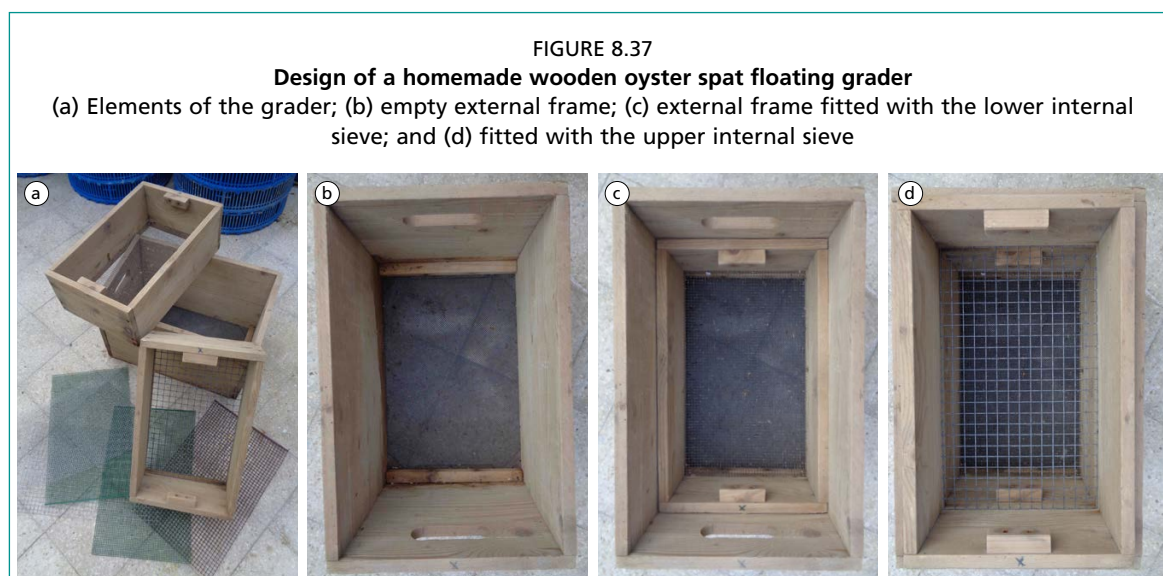 FIGURE 8.37
Design of a homemade wooden oyster spat floating grader
(a) Elements of the grader; (b) empty external frame; (c) external frame fitted with the lower internal
sieve; and (d) fitted with the upper internal sieve
a
b
c
d